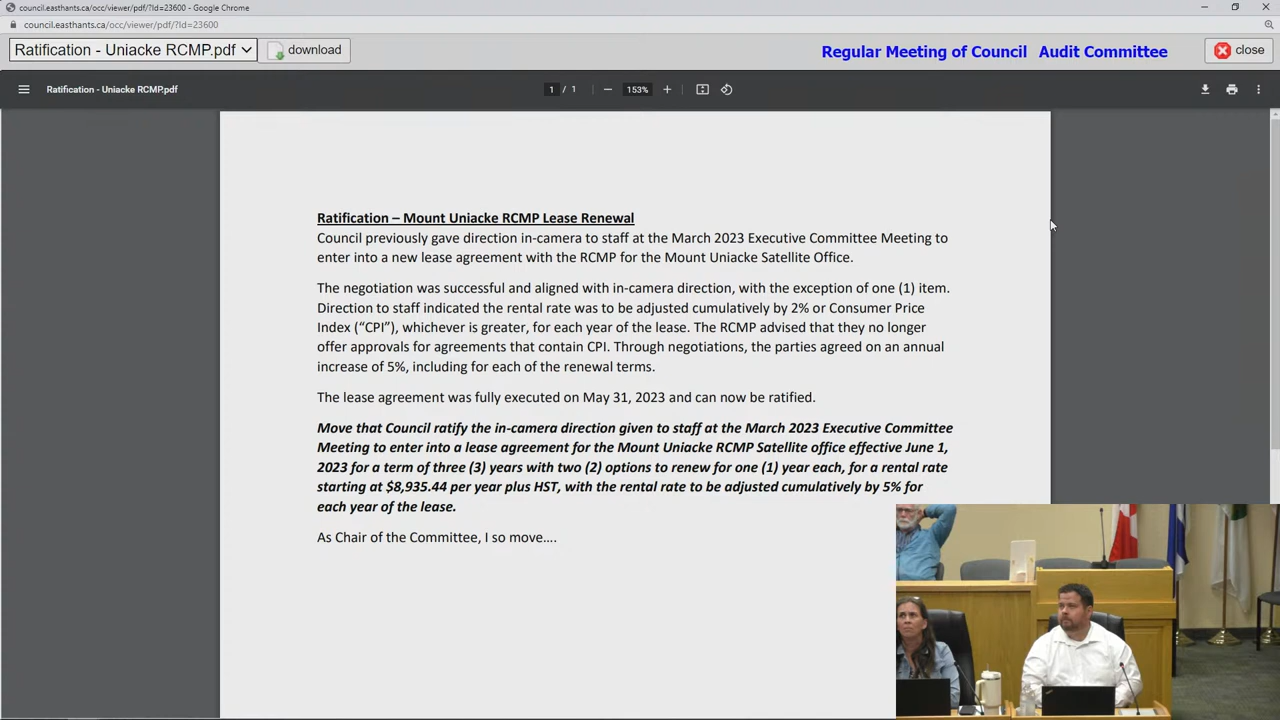 council.easthants.ca/occ/viewer/pdf/?Id=23600 - Google Chrome
council.easthants.ca/occ/viewer/pdf/?Id=23600
Ratification - Uniacke RCMP.pdf
download
Regular Meeting of Council Audit Committee
close
Ratification - Uniacke RCMP.pdf
1 / 1
153%
Ratification – Mount Uniacke RCMP Lease Renewal
Council previously gave direction in-camera to staff at the March 2023 Executive Committee Meeting to
enter into a new lease agreement with the RCMP for the Mount Uniacke Satellite Office.
The negotiation was successful and aligned with in-camera direction, with the exception of one (1) item.
Direction to staff indicated the rental rate was to be adjusted cumulatively by 2% or Consumer Price
Index (“CPI”), whichever is greater, for each year of the lease. The RCMP advised that they no longer
offer approvals for agreements that contain CPI. Through negotiations, the parties agreed on an annual
increase of 5%, including for each of the renewal terms.
The lease agreement was fully executed on May 31, 2023 and can now be ratified.
Move that Council ratify the in-camera direction given to staff at the March 2023 Executive Committee
Meeting to enter into a lease agreement for the Mount Uniacke RCMP Satellite office effective June 1,
2023 for a term of three (3) years with two (2) options to renew for one (1) year each, for a rental rate
starting at $8,935.44 per year plus HST, with the rental rate to be adjusted cumulatively by 5% for
each year of the lease.
As Chair of the Committee, I so move....